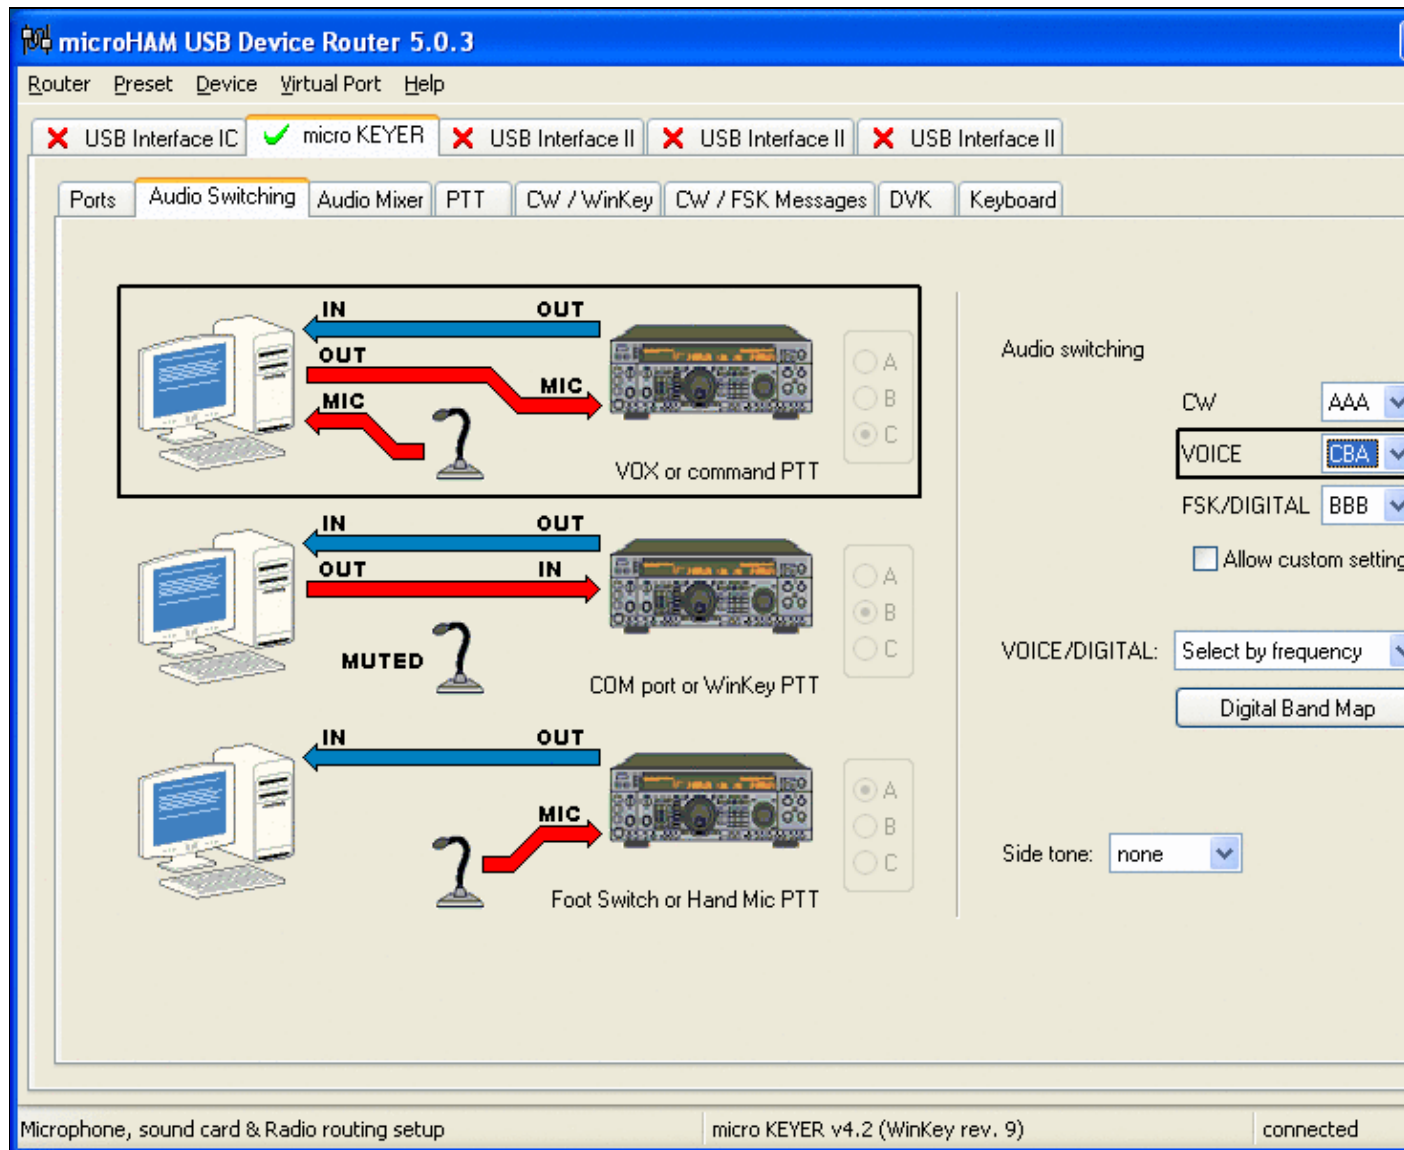 microHAM USB Device Router 5.0.3
Router Preset Device Virtual Port Help
USB Interface IC micro KEYER USB Interface II USB Interface II USB Interface II
Ports Audio Switching Audio Mixer PTT CW / WinKey CW / FSK Messages DVK Keyboard
IN OUT
OUT
MIC
MIC
A
B
C
VOX or command PTT
IN OUT
OUT IN
MUTED
A
B
C
COM port or WinKey PTT
IN OUT
MIC
A
B
C
Foot Switch or Hand Mic PTT
Audio switching
CW AAA
VOICE CBA
FSK/DIGITAL BBB
Allow custom setting
VOICE/DIGITAL: Select by frequency
Digital Band Map
Side tone: none
Microphone, sound card & Radio routing setup micro KEYER v4.2 (WinKey rev. 9) connected